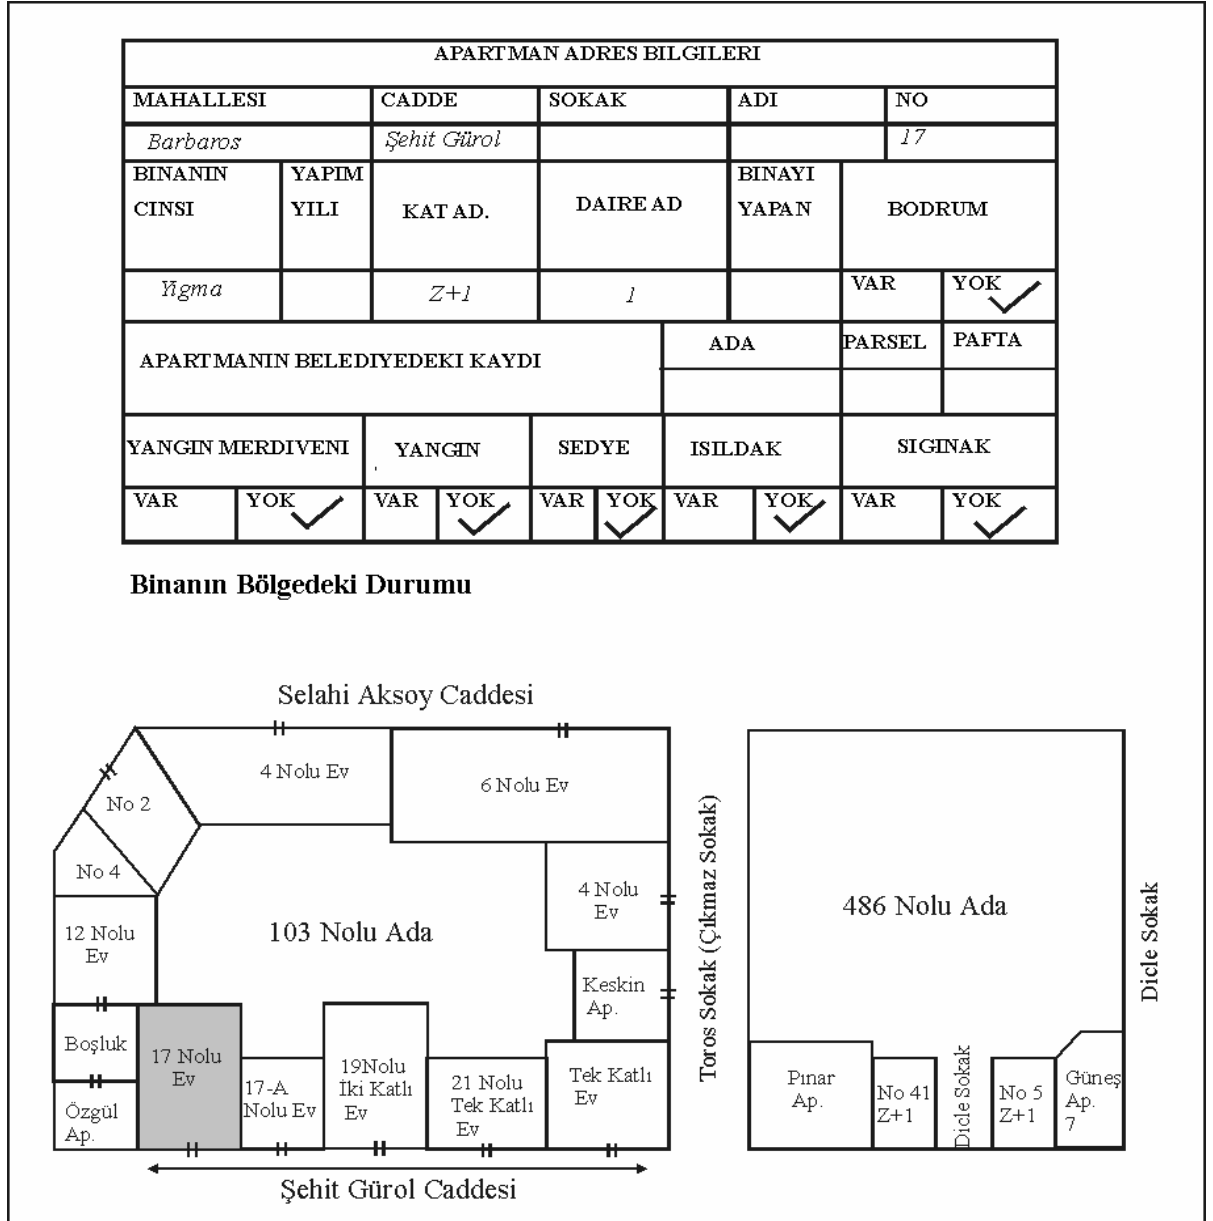 APARTMAN ADRES BILGILERI
MAHALLESI CADDE SOKAK ADI NO
Barbaros Şehit Gürol 17
BINANIN CINSI YAPIM YILI KAT AD. DAIRE AD BINAYI YAPAN BODRUM
Yigma Z+1 1 VAR YOK
APARTMANIN BELEDIYEDEKI KAYDI ADA PARSEL PAFTA
YANGIN MERDIVENI YANGIN SEDYE ISILDAK SIGINAK
VAR YOK VAR YOK VAR YOK VAR YOK VAR YOK
Binanın Bölgedeki Durumu
Selahi Aksoy Caddesi
4 Nolu Ev
6 Nolu Ev
No 2
No 4
12 Nolu
Ev
103 Nolu Ada
4 Nolu
Ev
Keskin
Ap.
Boşluk
Özgül
Ap.
17 Nolu
Ev
17-A
Nolu Ev
19Nolu
İki Katlı
Ev
21 Nolu
Tek Katlı
Ev
Tek Katlı
Ev
Şehit Gürol Caddesi
Toros Sokak (Çıkmaz Sokak)
486 Nolu Ada
Pınar
Ap.
No 41
Z+1
Dicle Sokak
No 5
Z+1
Güneş
Ap.
7
Dicle Sokak